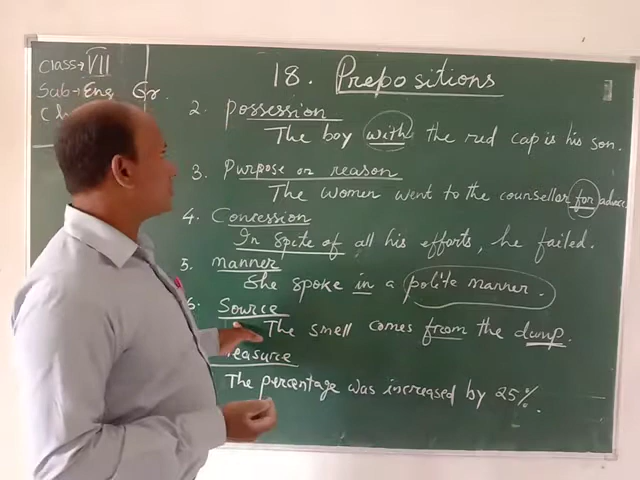 Class→ VII
Sub→ Eng Gr.
Ch
18. Prepositions
2. Possession
The boy with the red cap is his son.
3. Purpose or reason
The women went to the counsellor for
4. Concession
In spite of all his efforts, he failed.
5. manner
She spoke in a polite manner.
6. Source
The smell comes from the dump.
easure
The percentage was increased by 25%.